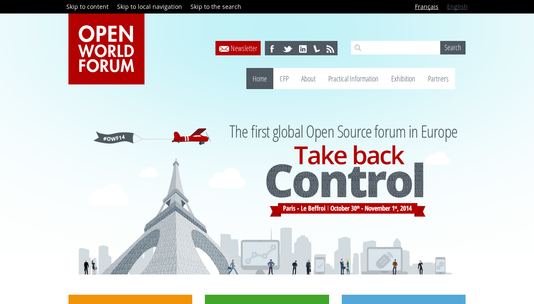 Skip to content Skip to local navigation Skip to the search
Français English
OPEN
WORLD
FORUM
Newsletter
Search
Home CFP About Practical Information Exhibition Partners
#OWF14
The first global Open Source forum in Europe
Take back
Control
Paris - Le Beffroi | October 30th - November 1st, 2014